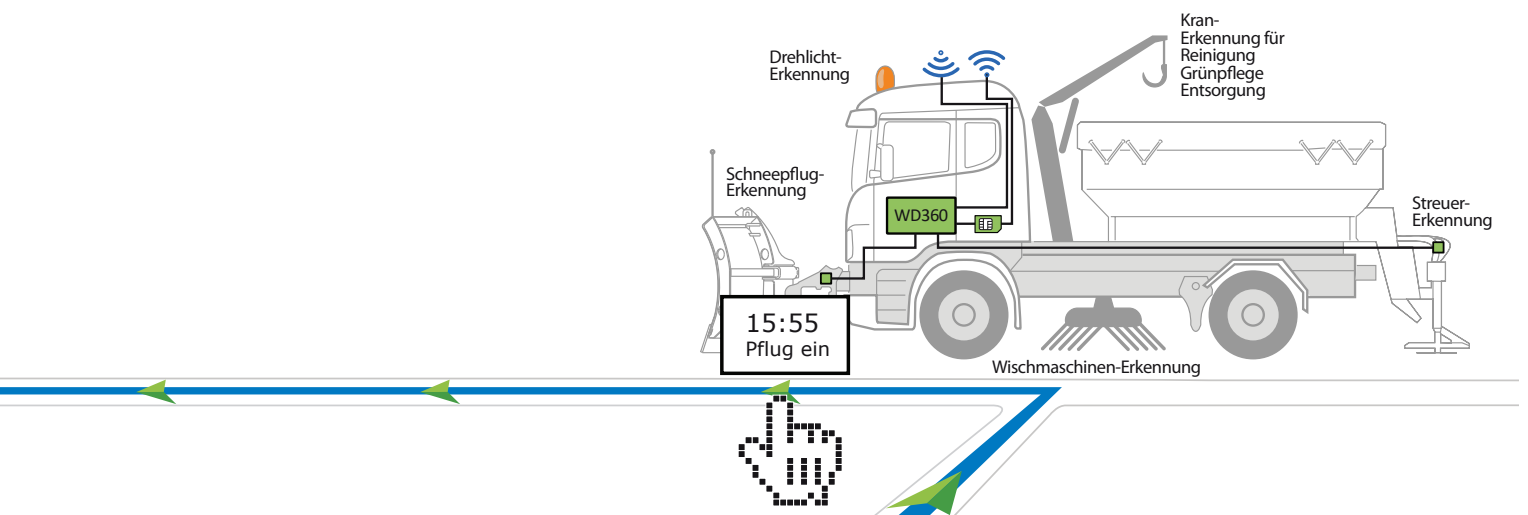 Kran-
Erkennung für
Reinigung
Grünpflege
Entsorgung
Drehlicht-
Erkennung
Schneepflug-
Erkennung
WD360
Streuer-
Erkennung
15:55
Pflug ein
Wischmaschinen-Erkennung